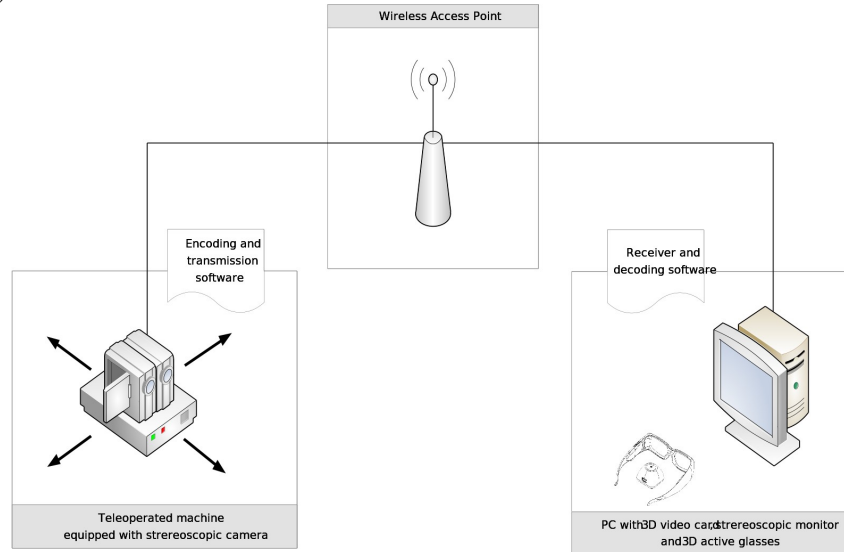 Wireless Access Point
Encoding and
transmission
software
Receiver and
decoding software
Teleoperated machine
equipped with strereoscopic camera
PC with3D video card,strereoscopic monitor
and3D active glasses